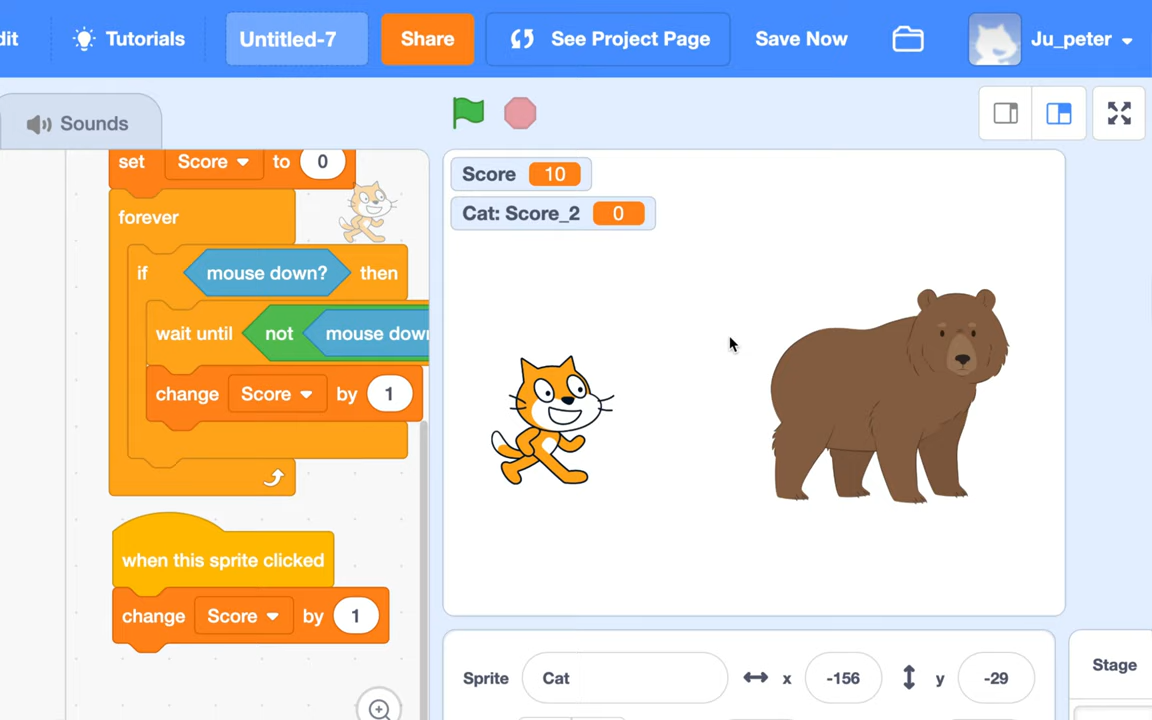 dit
Tutorials
Untitled-7
Share
See Project Page
Save Now
Ju_peter
Sounds
set Score to 0
forever
if mouse down? then
wait until not mouse down
change Score by 1
when this sprite clicked
change Score by 1
Score 10
Cat: Score_2 0
Sprite Cat x -156 y -29
Stage